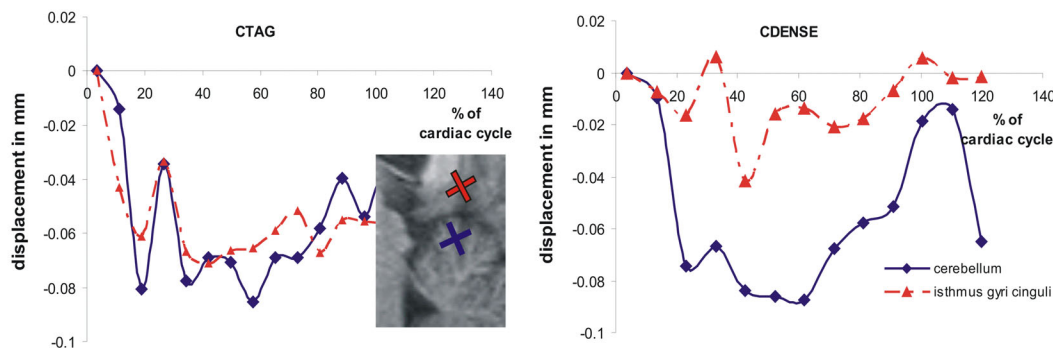 CTAG
displacement in mm
0.02
0
-0.02
-0.04
-0.06
-0.08
-0.1
0 20 40 60 80 100 120 140
% of
cardiac cycle
CDENSE
displacement in mm
0.02
0
-0.02
-0.04
-0.06
-0.08
-0.1
0 20 40 60 80 100 120 140
% of
cardiac cycle
cerebellum
isthmus gyri cinguli